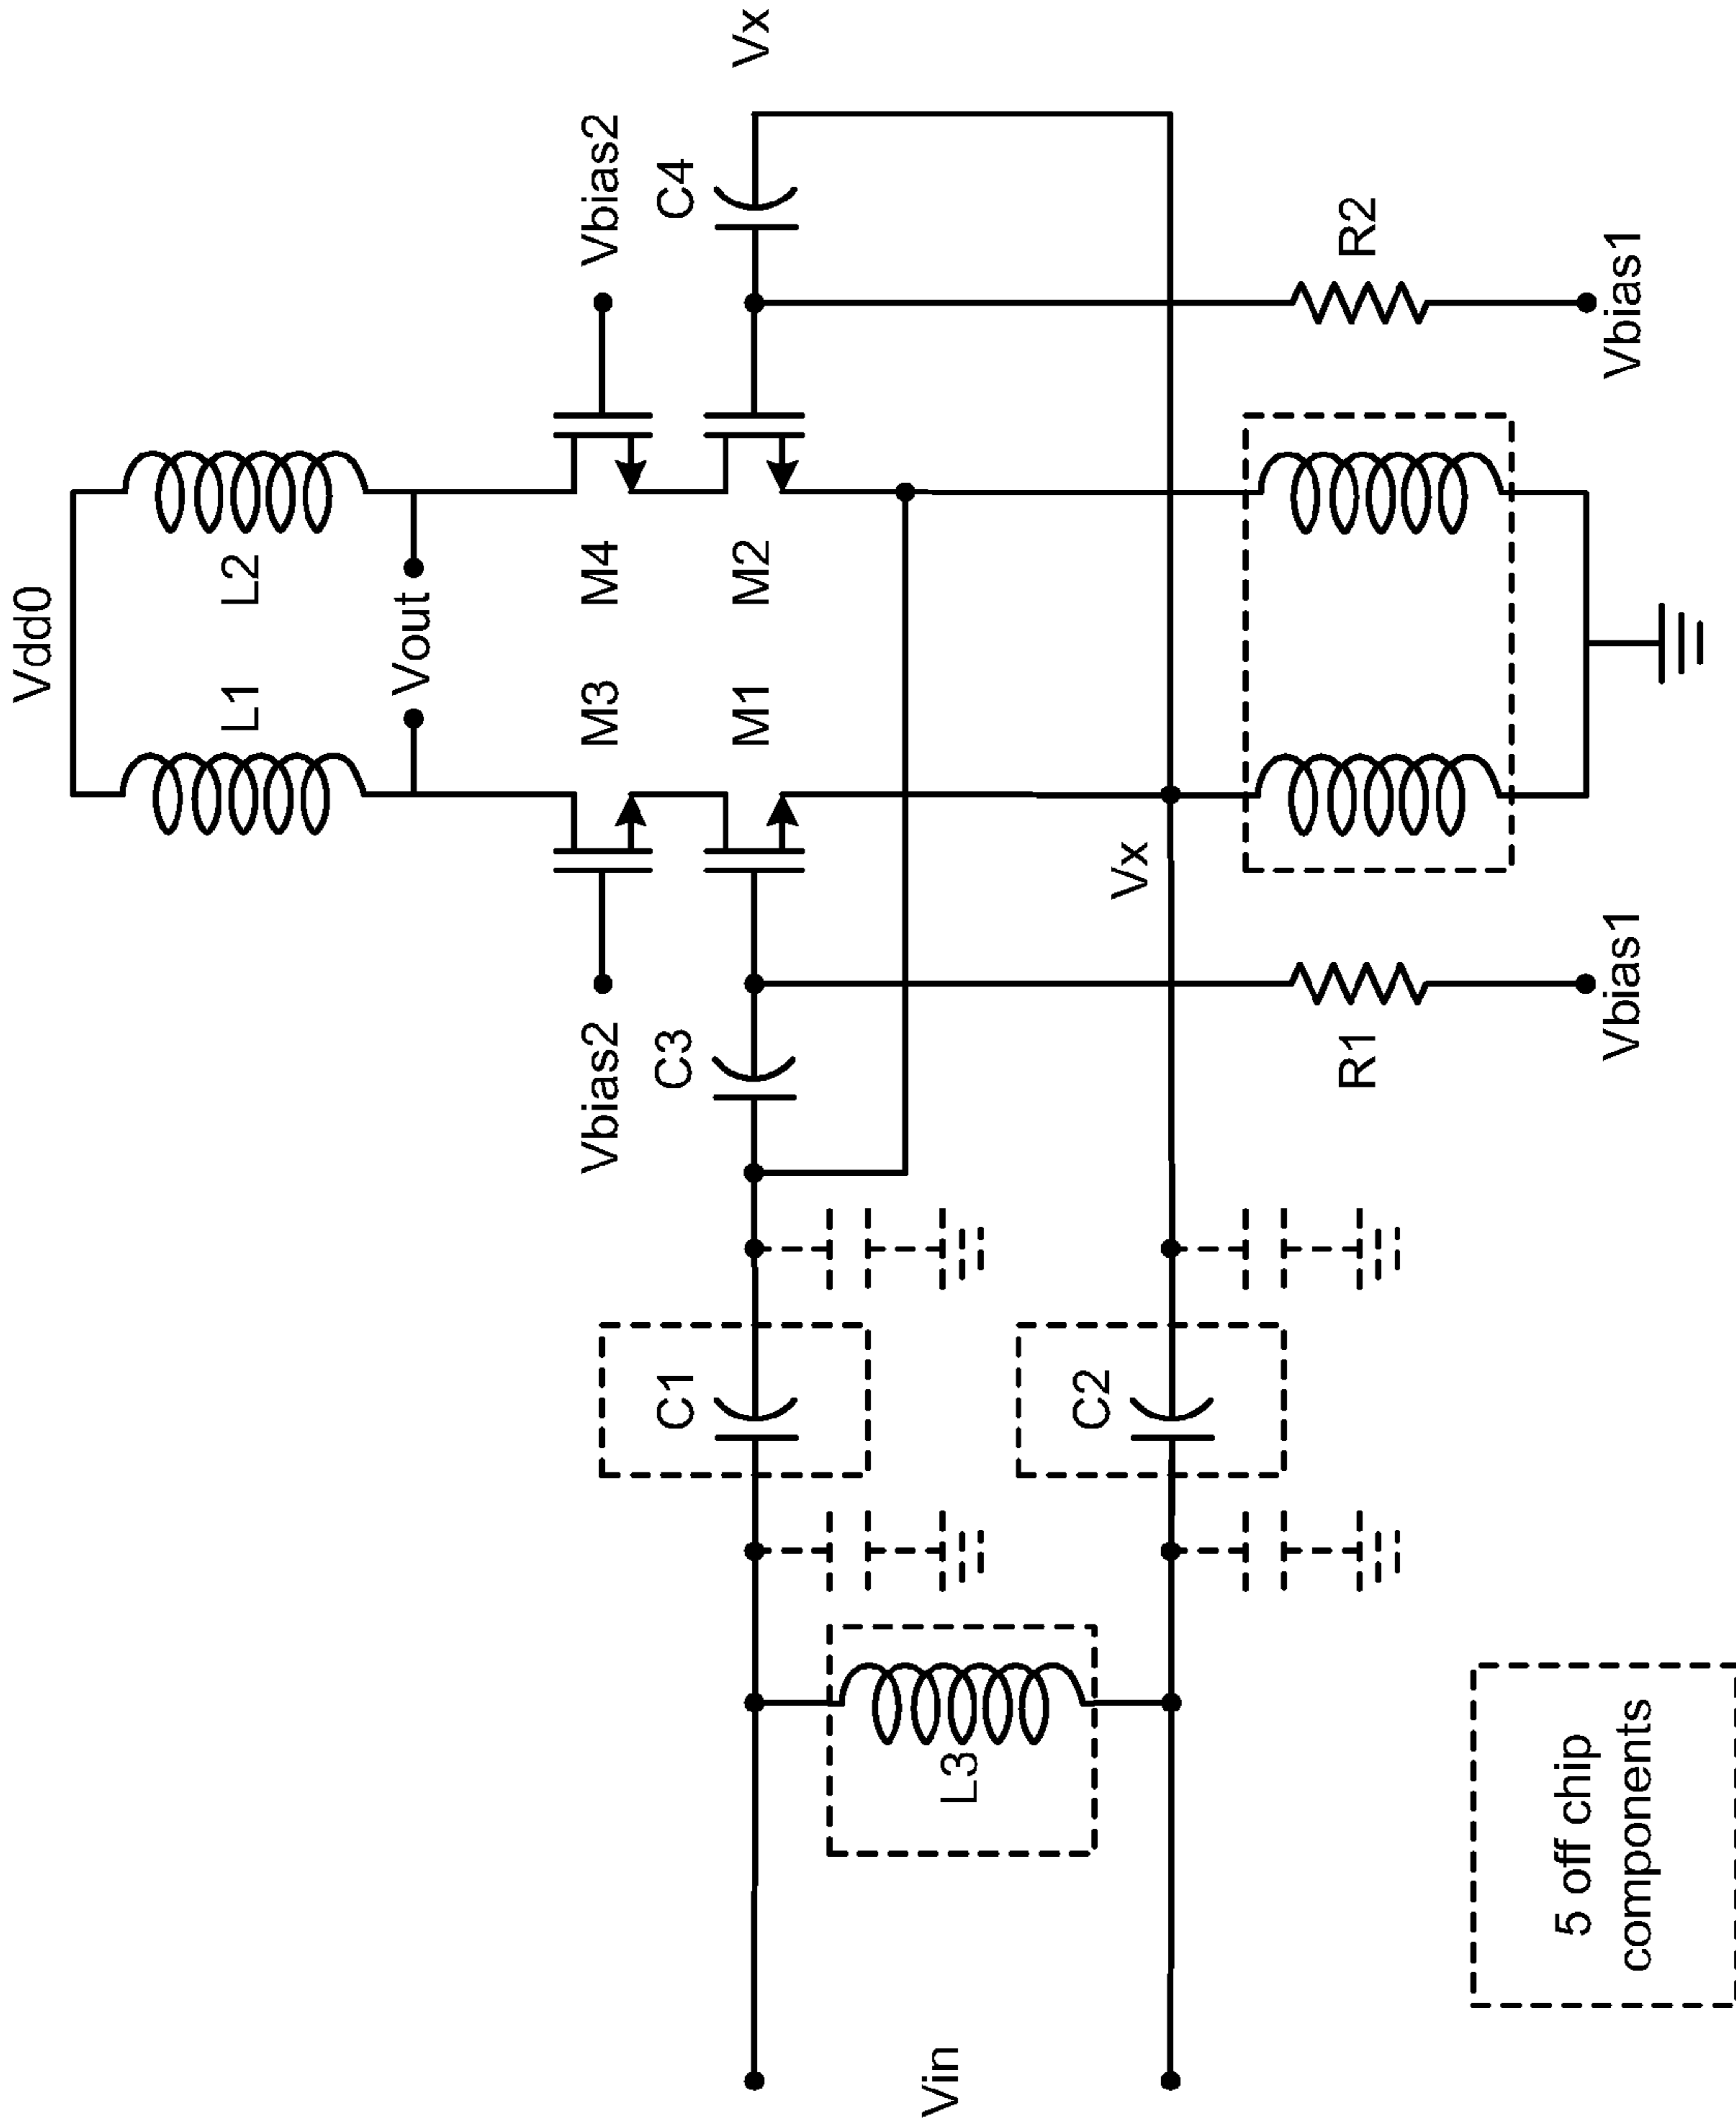 Vdd0
L1
L2
Vout
Vbias2
M3
M4
Vbias2
C3
M1
M2
C4
Vx
C1
Vx
C2
L3
Vin
R1
R2
Vbias1
Vbias1
5 off chip
components